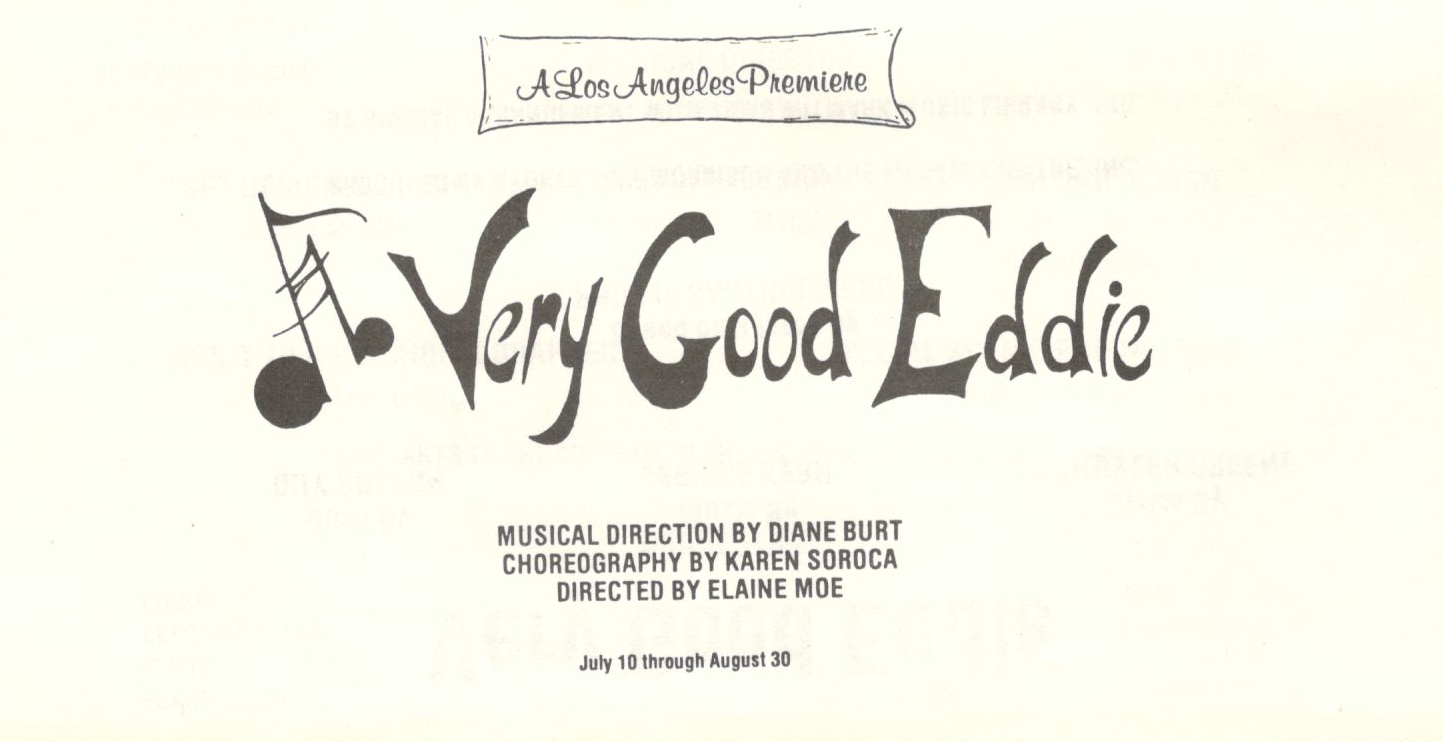 A Los Angeles Premiere
Very Good Eddie
MUSICAL DIRECTION BY DIANE BURT
CHOREOGRAPHY BY KAREN SOROCA
DIRECTED BY ELAINE MOE
July 10 through August 30